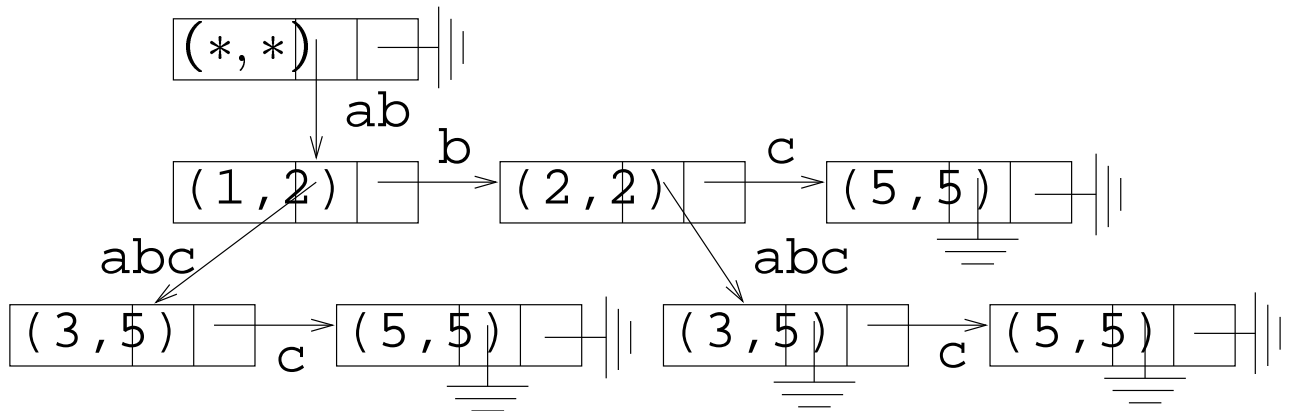 (*,*)
ab
b
c
(1,2) (2,2) (5,5)
abc abc
(3,5) (5,5) (3,5) (5,5)
c c